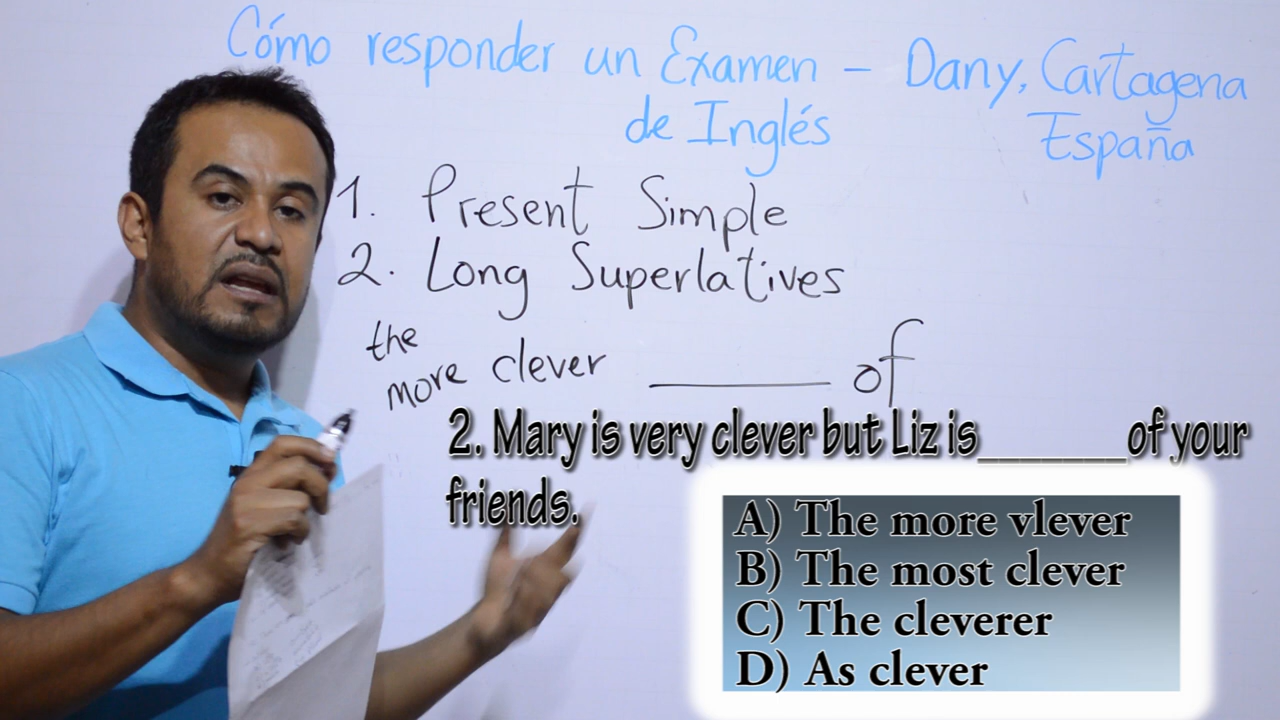 Cómo responder un Examen - Dany, Cartagena
de Inglés España
1. Present Simple
2. Long Superlatives
the
more clever ________ of
2. Mary is very clever but Liz is_______of your
friends.
A) The more vlever
B) The most clever
C) The cleverer
D) As clever